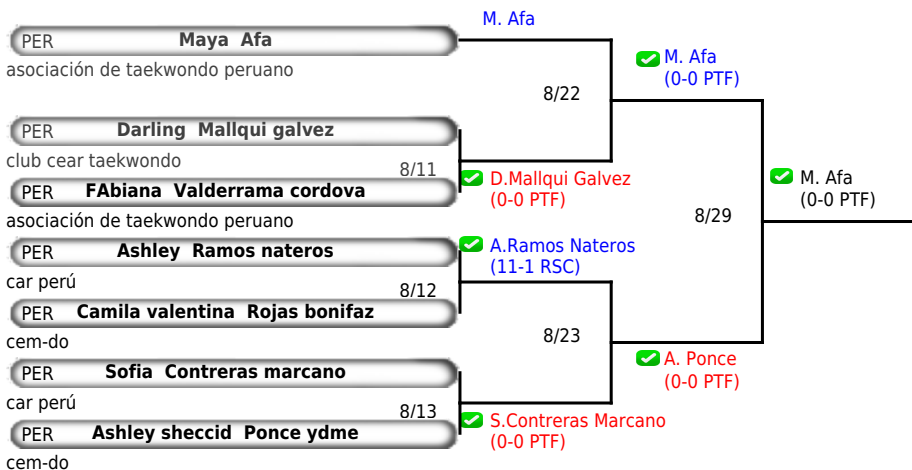 M. Afa
PER Maya Afa
asociación de taekwondo peruano
M. Afa
(0-0 PTF)
8/22
PER Darling Mallqui galvez
club cear taekwondo
8/11
PER FAbiana Valderrama cordova
asociación de taekwondo peruano
D.Mallqui Galvez
(0-0 PTF)
M. Afa
(0-0 PTF)
8/29
PER Ashley Ramos nateros
car perú
A.Ramos Nateros
(11-1 RSC)
8/12
PER Camila valentina Rojas bonifaz
cem-do
8/23
PER Sofia Contreras marcano
car perú
A. Ponce
(0-0 PTF)
8/13
PER Ashley sheccid Ponce ydme
cem-do
S.Contreras Marcano
(0-0 PTF)